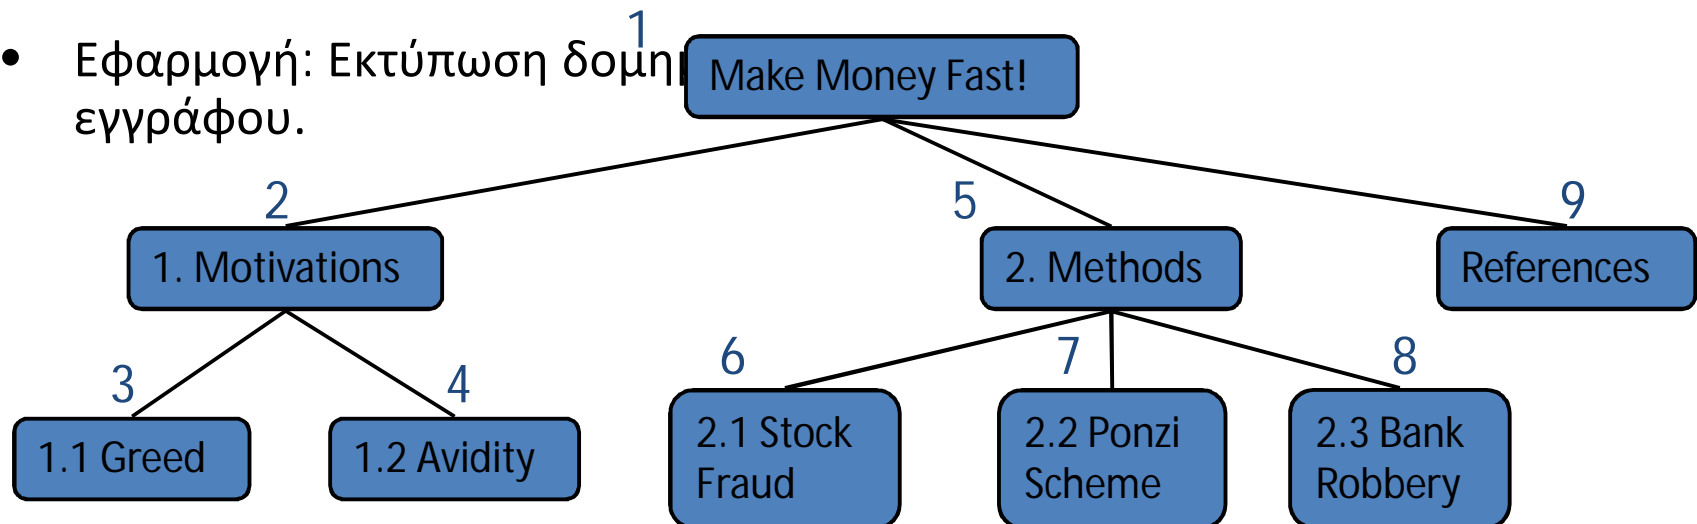 1
• Εφαρμογή: Εκτύπωση
εγγράφου.
Make Money Fast!
2
5
9
1. Motivations
2. Methods
References
3
4
6
7
8
1.1 Greed
1.2 Avidity
2.1 Stock
Fraud
2.2 Ponzi
Scheme
2.3 Bank
Robbery